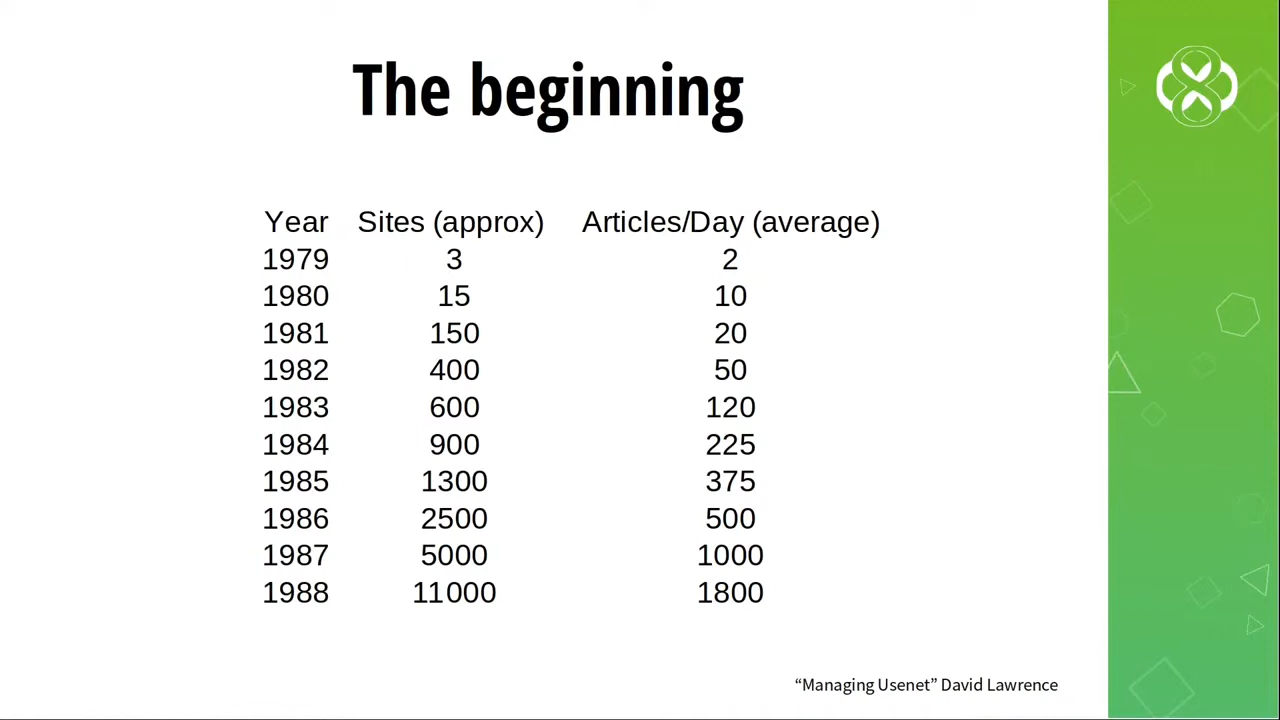 The beginning
Year Sites (approx) Articles/Day (average)
1979 3 2
1980 15 10
1981 150 20
1982 400 50
1983 600 120
1984 900 225
1985 1300 375
1986 2500 500
1987 5000 1000
1988 11000 1800
“Managing Usenet” David Lawrence